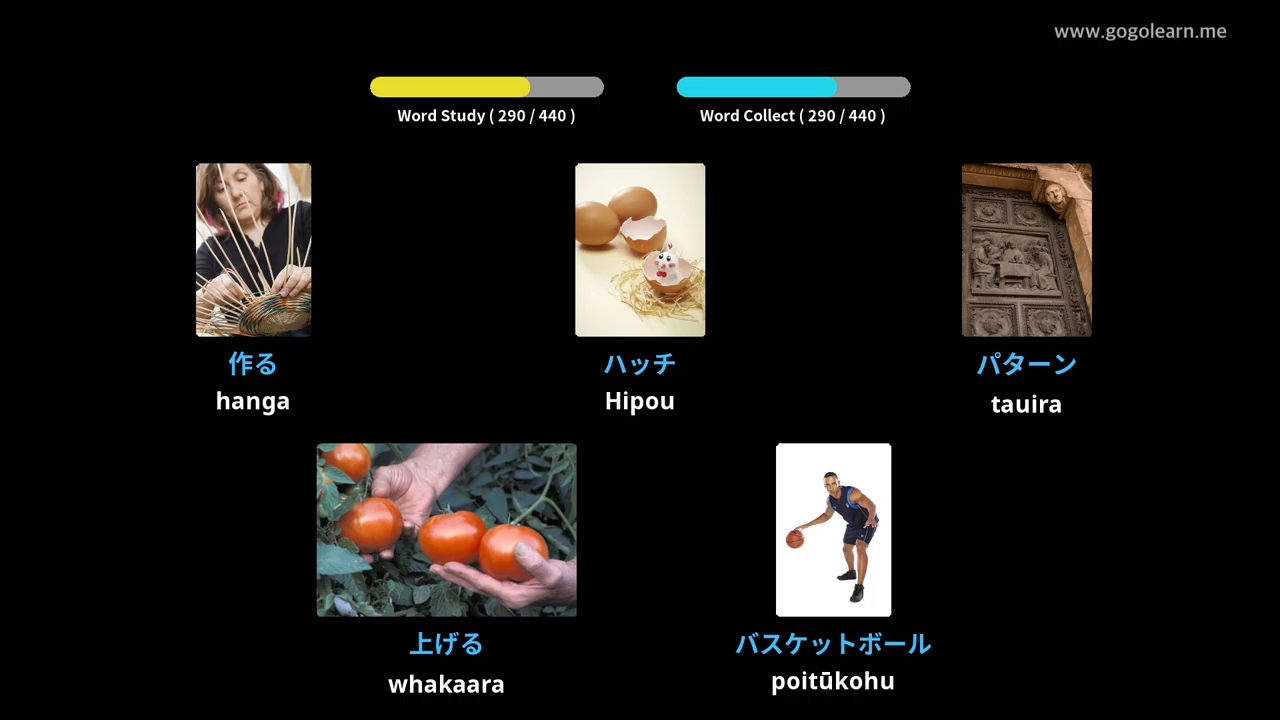 www.gogolearn.me
Word Study ( 290 / 440 )
Word Collect ( 290 / 440 )
作る
hanga
ハッチ
Hipou
パターン
tauira
上げる
whakaara
バスケットボール
poitūkohu